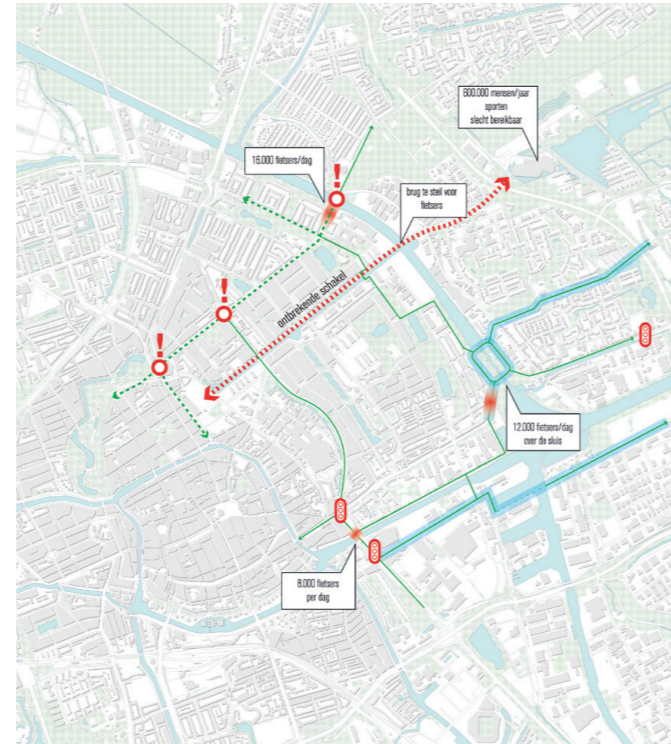 600.000 mensen/jaar
sporten
slecht bereikbaar
16.000 fietsers/dag
brug te steil voor
fietsers
ontbrekende schakel
12.000 fietsers/dag
over de sluis
8.000 fietsers
per dag